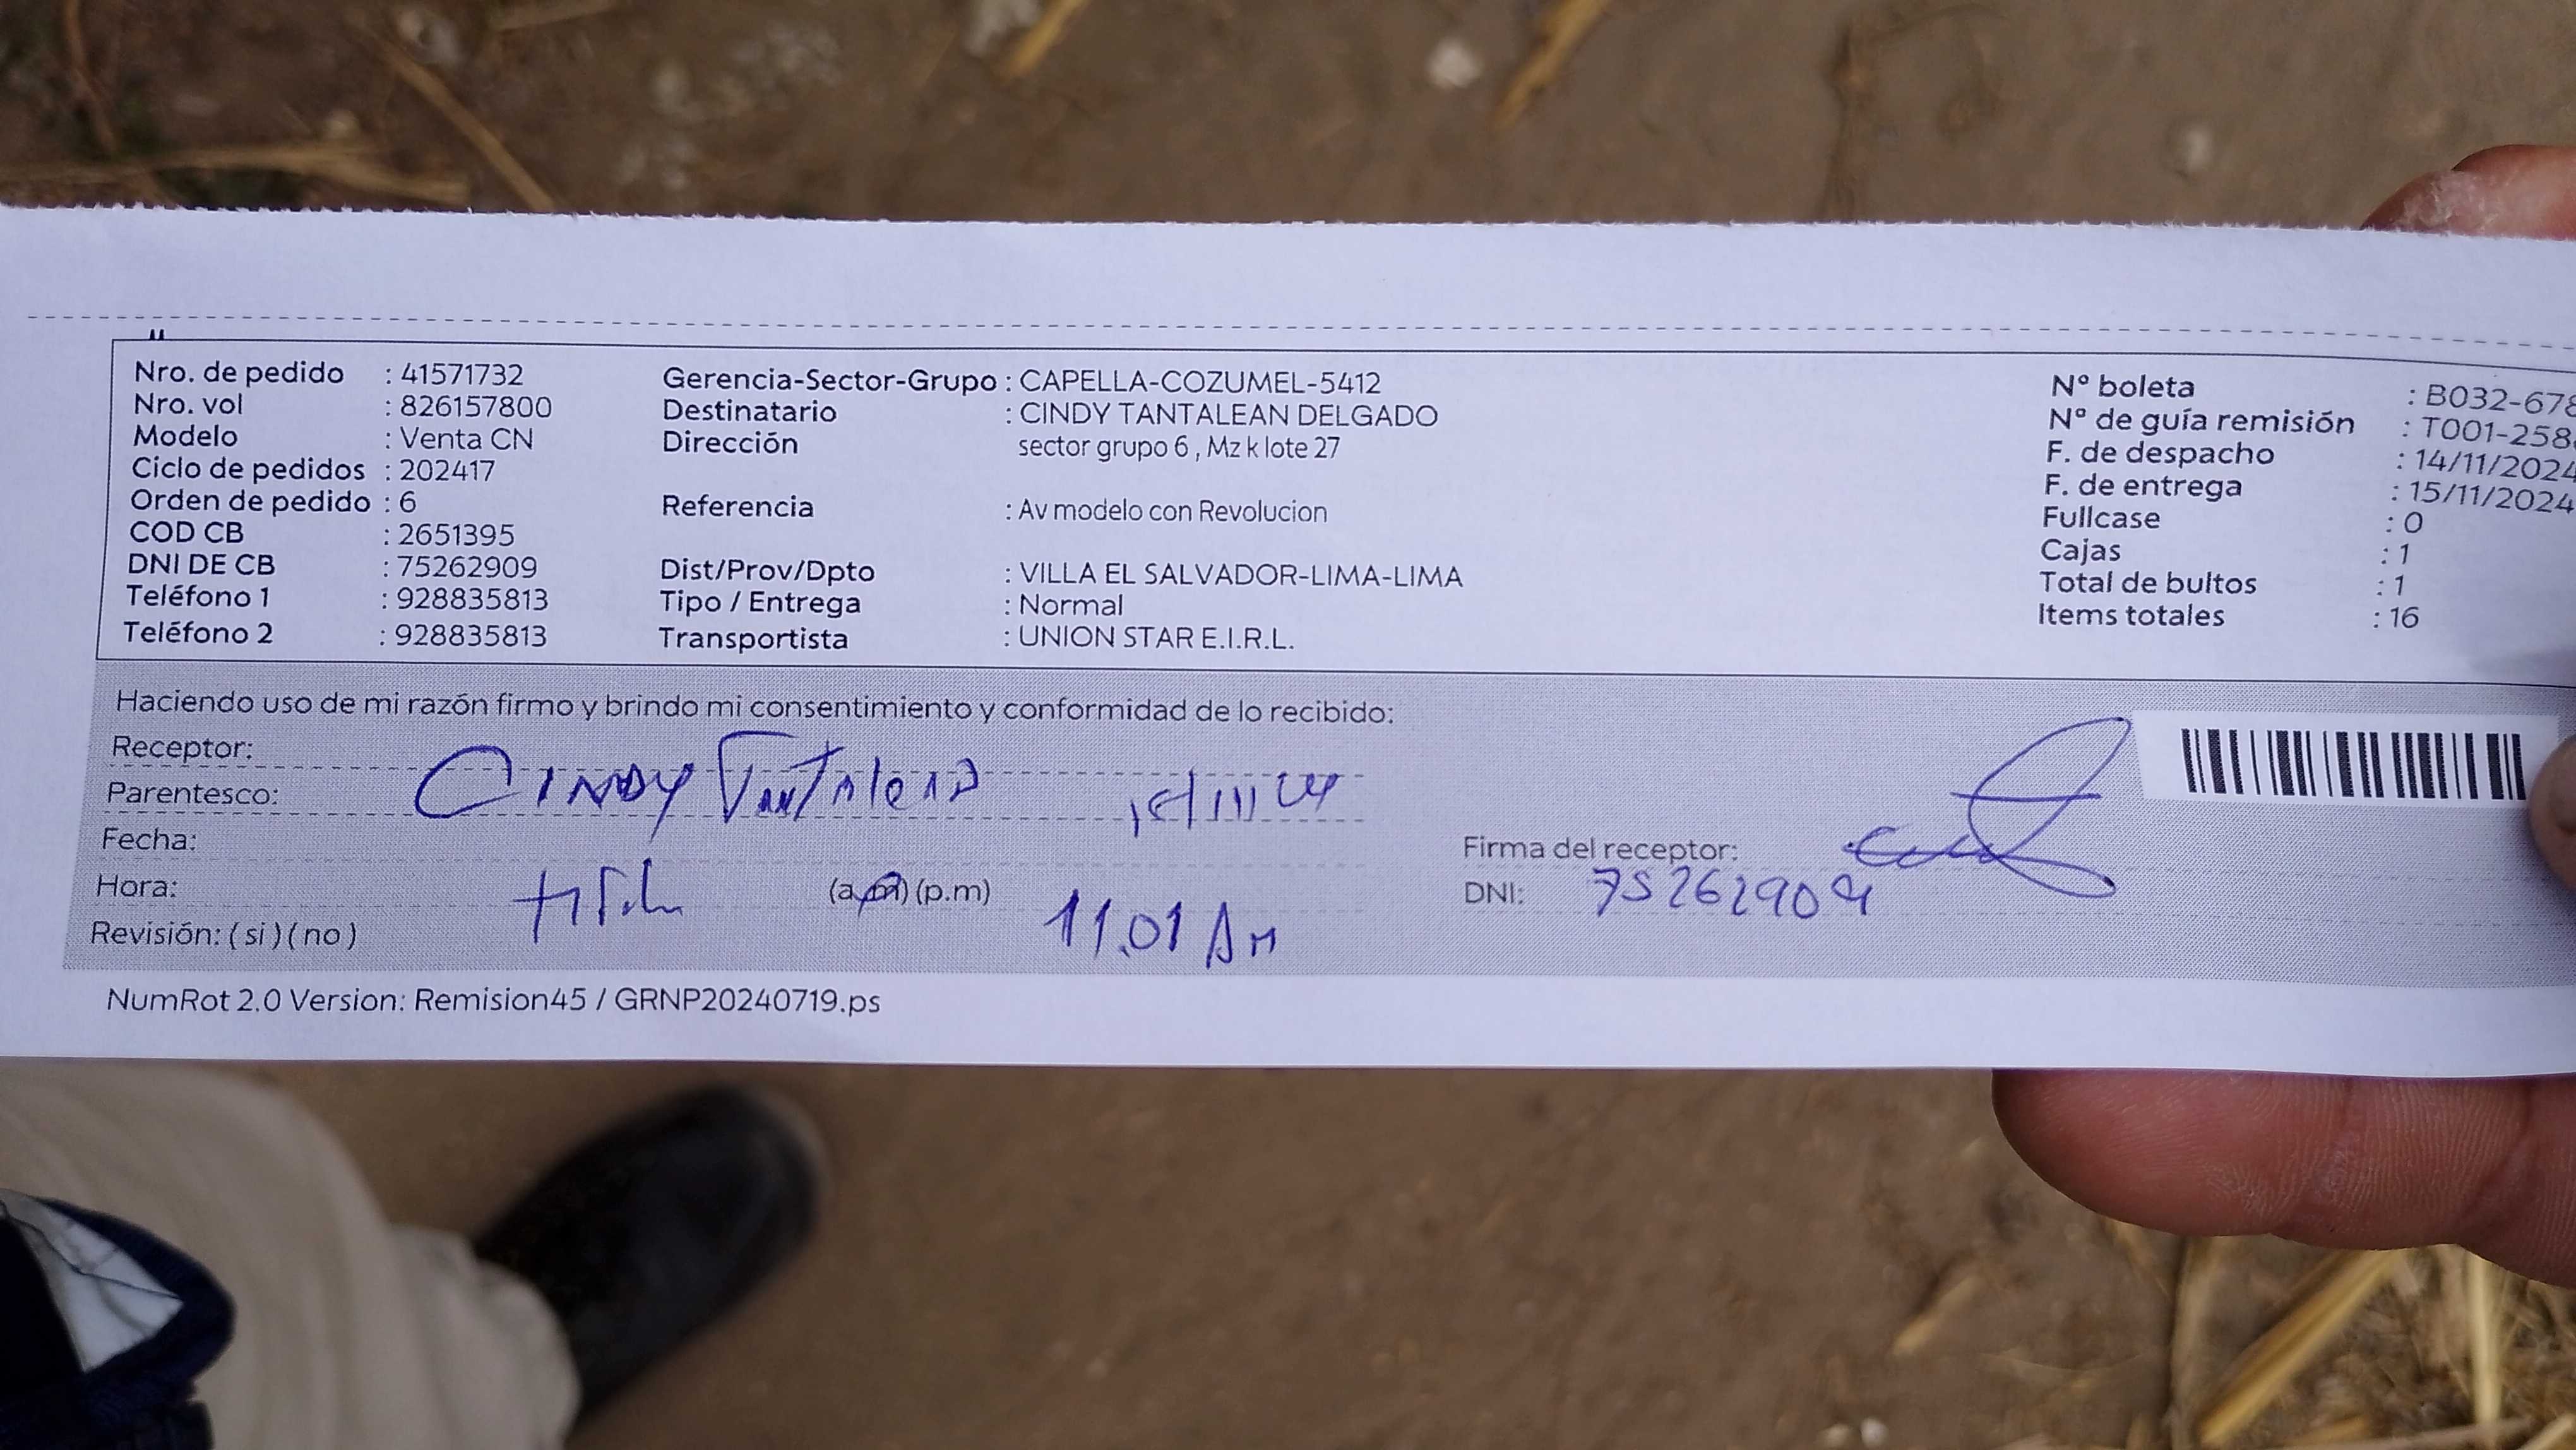 Nro. de pedido : 41571732
Nro. vol : 826157800
Modelo : Venta CN
Ciclo de pedidos : 202417
Orden de pedido : 6
COD CB : 2651395
DNI DE CB : 75262909
Teléfono 1 : 928835813
Teléfono 2 : 928835813
Gerencia-Sector-Grupo : CAPELLA-COZUMEL-5412
Destinatario : CINDY TANTALEAN DELGADO
Dirección sector grupo 6 , Mz k lote 27
Referencia : Av modelo con Revolucion
Dist/Prov/Dpto : VILLA EL SALVADOR-LIMA-LIMA
Tipo / Entrega : Normal
Transportista : UNION STAR E.I.R.L.
N° boleta : B032-678
N° de guía remisión : T001-258
F. de despacho : 14/11/2024
F. de entrega : 15/11/2024
Fullcase : 0
Cajas : 1
Total de bultos : 1
Items totales : 16
Haciendo uso de mi razón firmo y brindo mi consentimiento y conformidad de lo recibido:
Receptor:
Parentesco: CINDY
Fecha:
Hora: (a.m) (p.m) 11.01 AM
Revisión: ( si ) ( no )
Firma del receptor:
DNI: 75262909
NumRot 2.0 Version: Remision45 / GRNP20240719.ps